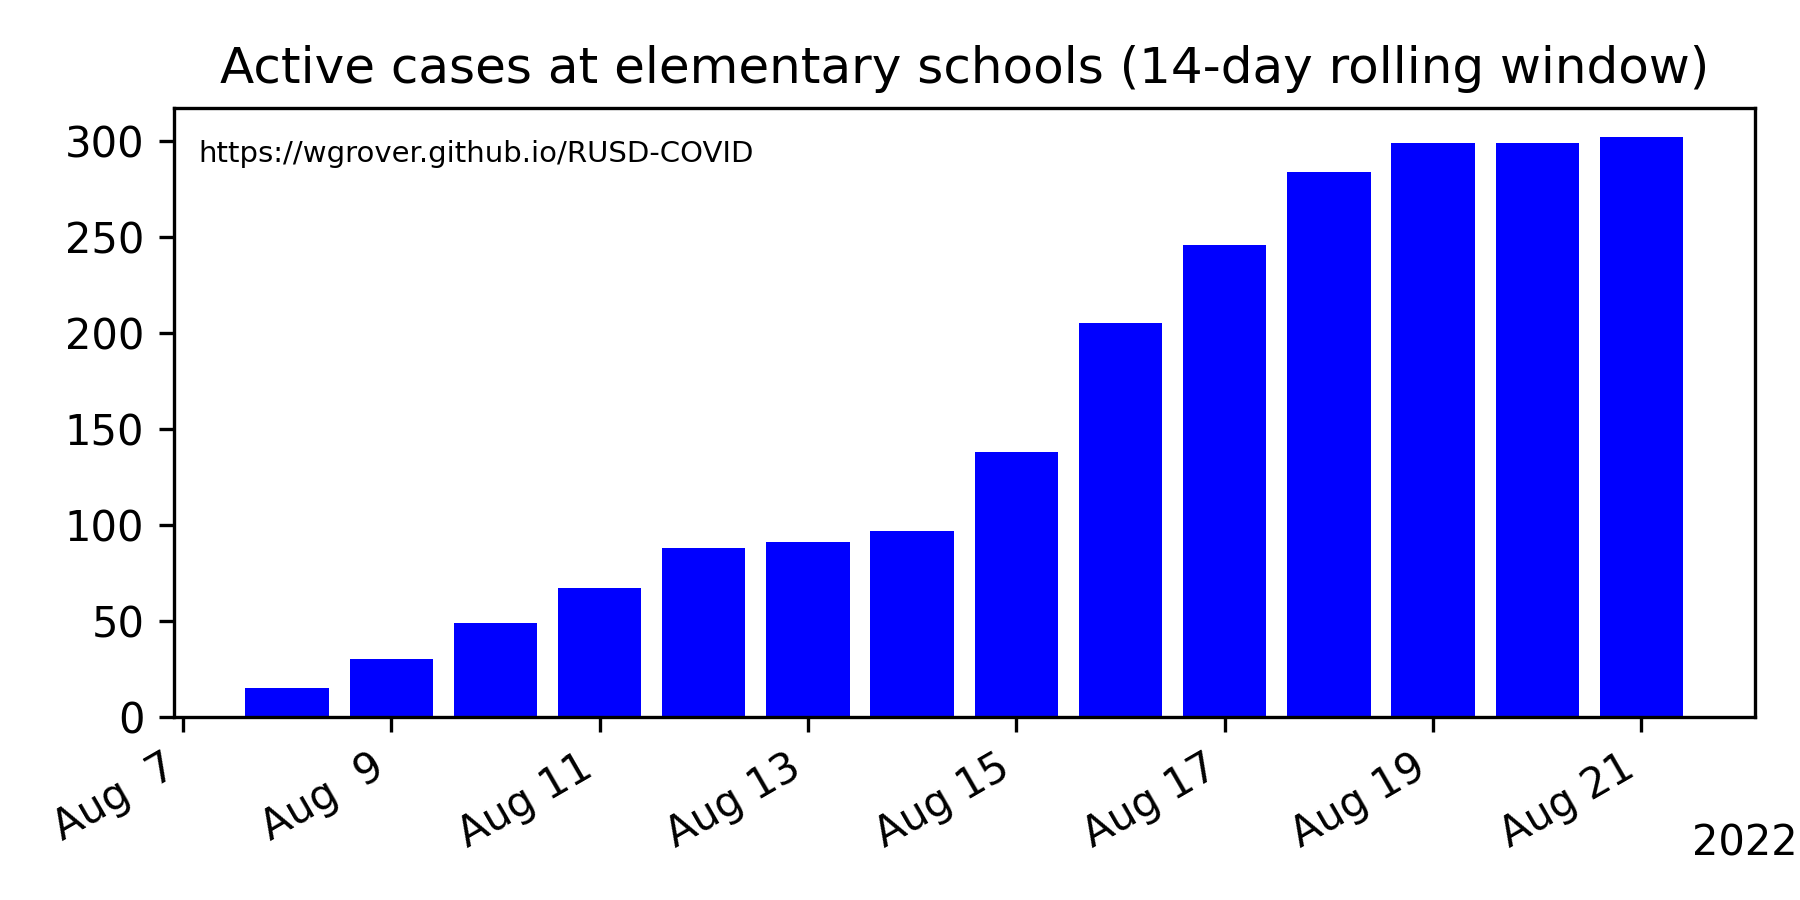 Active cases at elementary schools (14-day rolling window)
https://wgrover.github.io/RUSD-COVID
300
250
200
150
100
50
0
Aug 7
Aug 9
Aug 11
Aug 13
Aug 15
Aug 17
Aug 19
Aug 21
2022